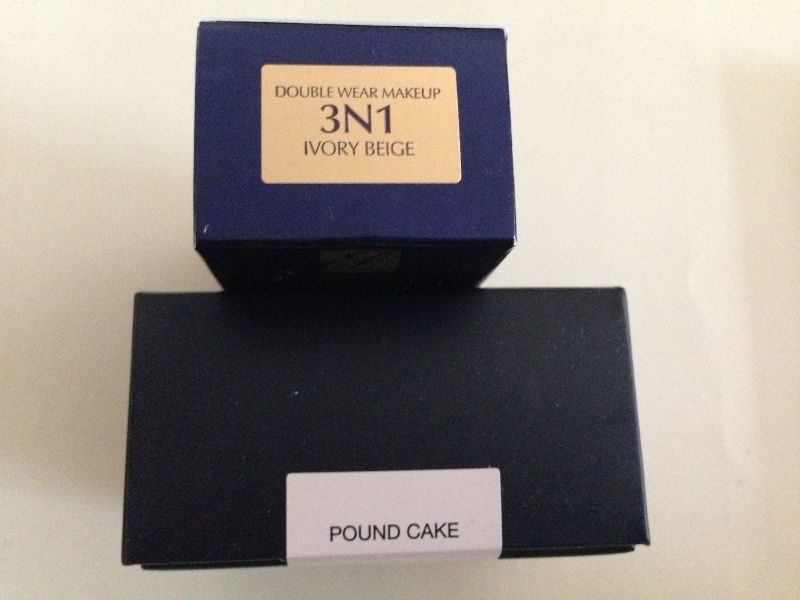 DOUBLE WEAR MAKEUP
3N1
IVORY BEIGE
POUND CAKE